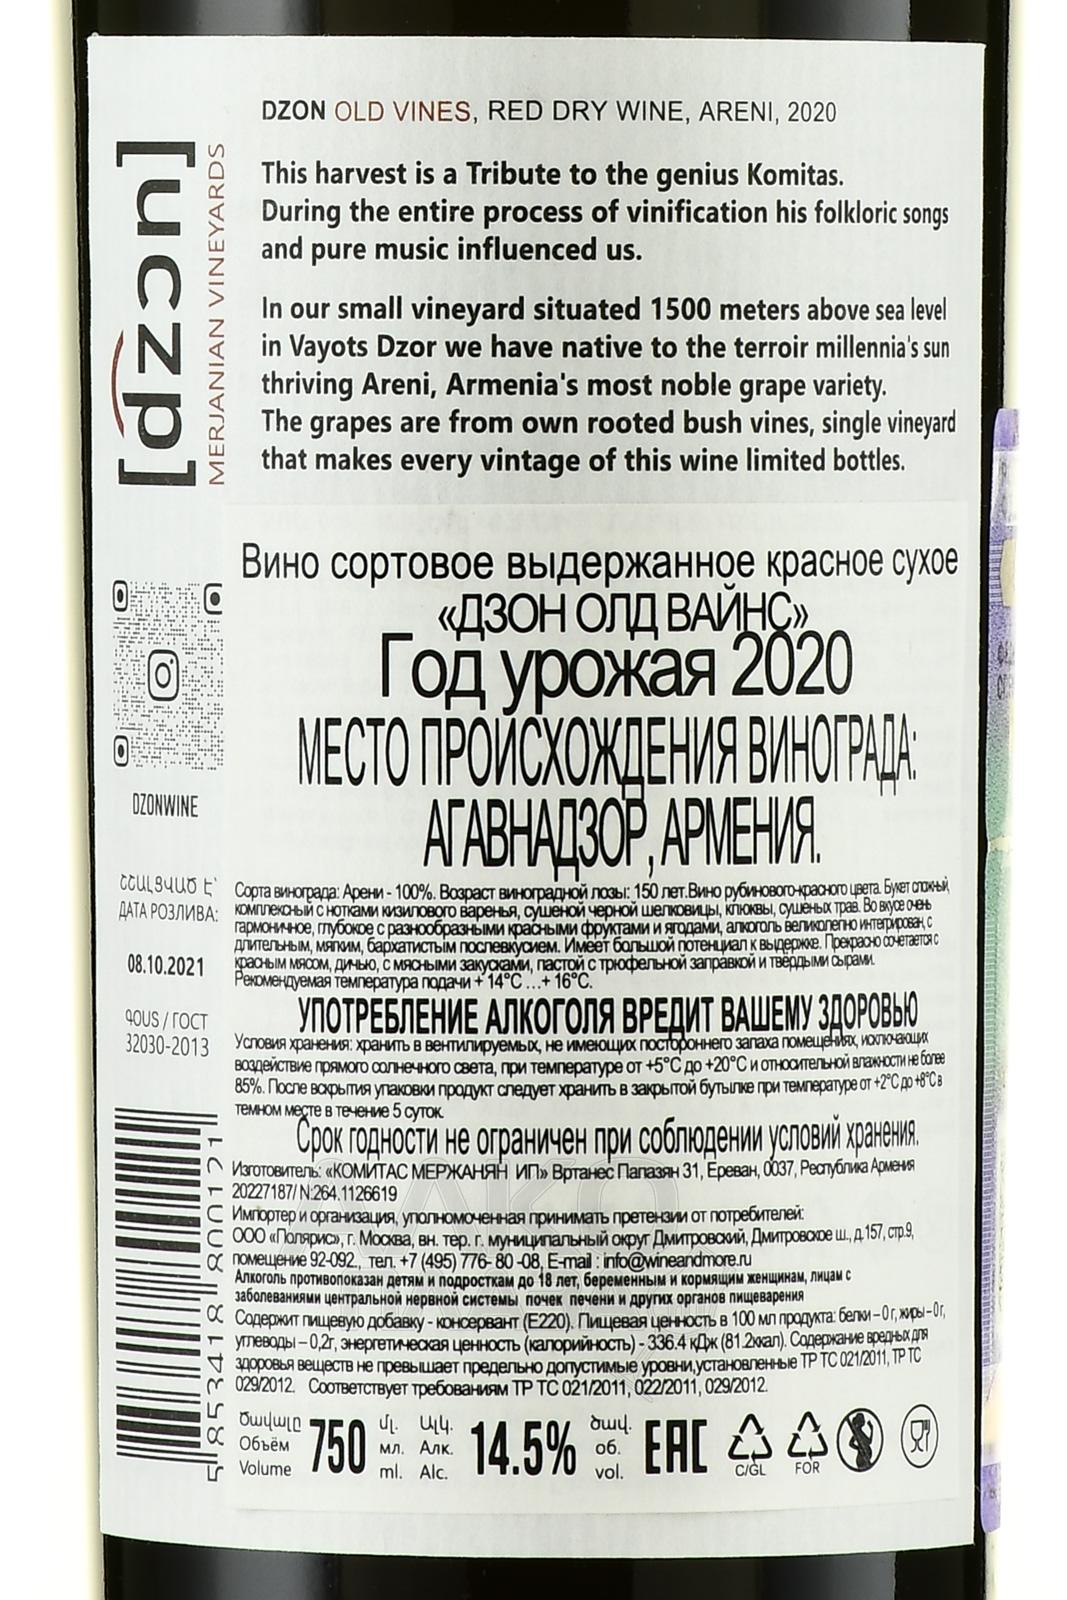 DZON OLD VINES, RED DRY WINE, ARENI, 2020
This harvest is a Tribute to the genius Komitas.
During the entire process of vinification his folkloric songs
and pure music influenced us.
In our small vineyard situated 1500 meters above sea level
in Vayots Dzor we have native to the terroir millennia's sun
thriving Areni, Armenia's most noble grape variety.
The grapes are from own rooted bush vines, single vineyard
that makes every vintage of this wine limited bottles.
[dzɔn]
MERJANIAN VINEYARDS
DZONWINE
ՇՇԱԼՑՎԱԾ Է՝
ДАТА РОЗЛИВА:
08.10.2021
ԳՕՍՏ / ГОСТ
32030-2013
5 853418 800121
Вино сортовое выдержанное красное сухое
«ДЗОН ОЛД ВАЙНС»
Год урожая 2020
МЕСТО ПРОИСХОЖДЕНИЯ ВИНОГРАДА:
АГАВНАДЗОР, АРМЕНИЯ.
Сорта винограда: Арени - 100%. Возраст виноградной лозы: 150 лет.Вино рубинового-красного цвета. Букет сложный,
комплексный с нотками кизилового варенья, сушеной черной шелковицы, клюквы, сушеных трав. Во вкусе очень
гармоничное, глубокое с разнообразными красными фруктами и ягодами, алкоголь великолепно интегрирован, с
длительным, мягким, бархатистым послевкусием. Имеет большой потенциал к выдержке. Прекрасно сочетается с
красным мясом, дичью, с мясными закусками, пастой с трюфельной заправкой и твёрдыми сырами.
Рекомендуемая температура подачи + 14°С ...+ 16°С.
УПОТРЕБЛЕНИЕ АЛКОГОЛЯ ВРЕДИТ ВАШЕМУ ЗДОРОВЬЮ
Условия хранения: хранить в вентилируемых, не имеющих постороннего запаха помещениях, исключающих
воздействие прямого солнечного света, при температуре от +5°С до +20°С и относительной влажности не более
85%. После вскрытия упаковки продукт следует хранить в закрытой бутылке при температуре от +2°С до +8°С в
темном месте в течение 5 суток.
Срок годности не ограничен при соблюдении условий хранения.
Изготовитель: «КОМИТАС МЕРЖАНЯН ИП» Вртанес Папазян 31, Ереван, 0037, Республика Армения
20227187/ N:264.1126619
Импортер и организация, уполномоченная принимать претензии от потребителей:
ООО «Полярис», г. Москва, вн. тер. г. муниципальный округ Дмитровский, Дмитровское ш., д.157, стр.9,
помещение 92-092., тел. +7 (495) 776- 80 -08, E-mail : info@wineandmore.ru
Алкоголь противопоказан детям и подросткам до 18 лет, беременным и кормящим женщинам, лицам с
заболеваниями центральной нервной системы почек печени и других органов пищеварения
Содержит пищевую добавку - консервант (Е220). Пищевая ценность в 100 мл продукта: белки – 0 г, жиры – 0 г,
углеводы – 0,2г, энергетическая ценность (калорийность) - 336.4 кДж (81.2ккал). Содержание вредных для
здоровья веществ не превышает предельно допустимые уровни,установленные ТР ТС 021/2011, ТР ТС
029/2012. Соответствует требованиям ТР ТС 021/2011, 022/2011, 029/2012.
Ծավալը մլ. Ալկ. ծավ.
Объём 750 мл. Алк. 14.5% об. EAC
Volume ml. Alc. vol.
C/GL FOR